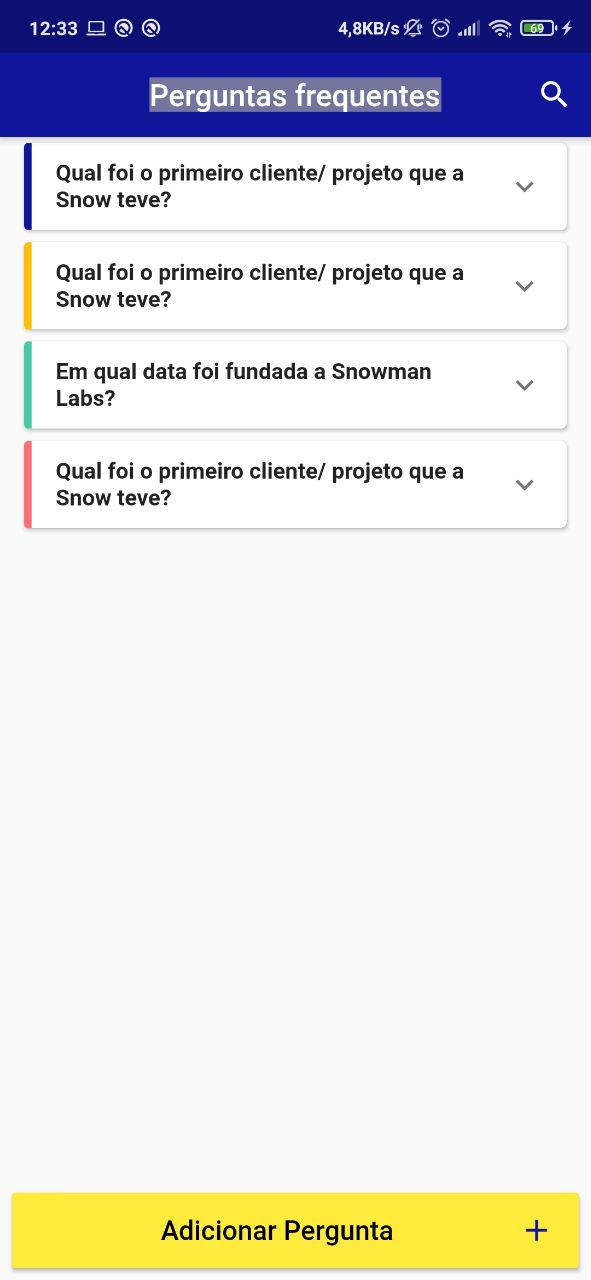 12:33 4,8KB/s 69
Perguntas frequentes
Qual foi o primeiro cliente/ projeto que a
Snow teve?
Qual foi o primeiro cliente/ projeto que a
Snow teve?
Em qual data foi fundada a Snowman
Labs?
Qual foi o primeiro cliente/ projeto que a
Snow teve?
Adicionar Pergunta +